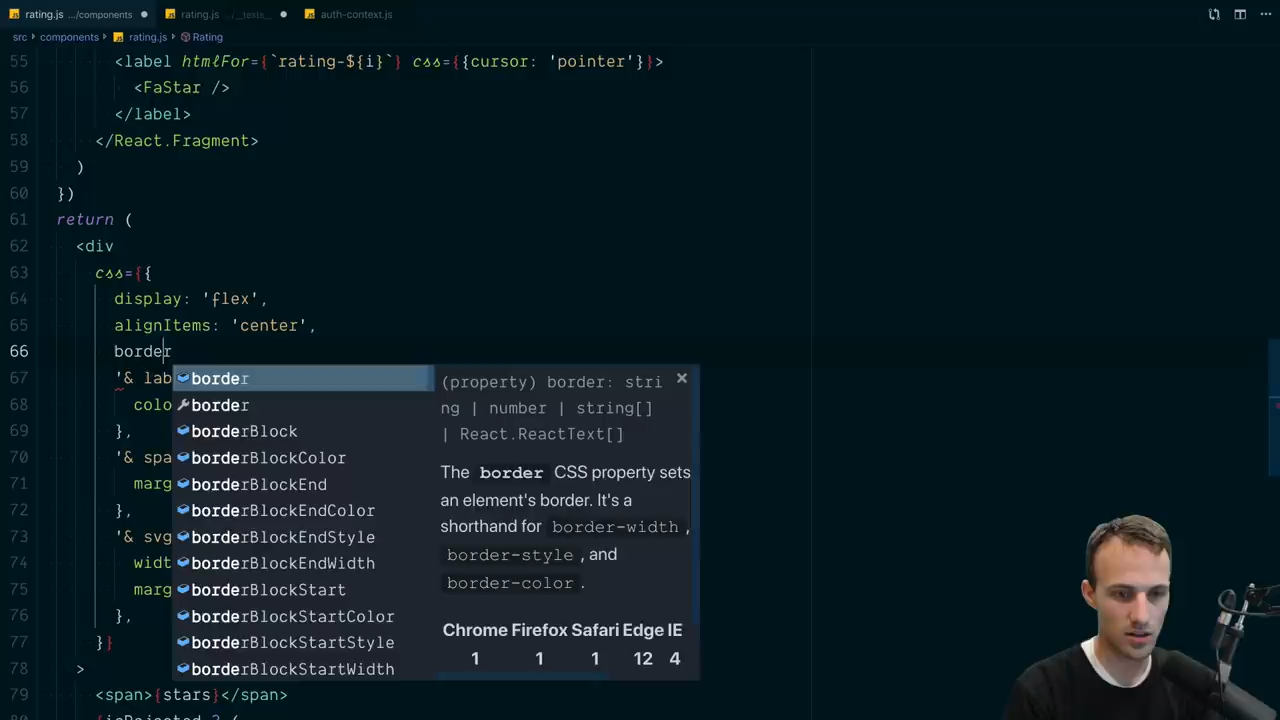 rating.js .../components
rating.js .../__tests__
auth-context.js
src > components > rating.js > Rating
55 <label htmlFor={`rating-${i}`} css={{cursor: 'pointer'}}>
56 <FaStar />
57 </label>
58 </React.Fragment>
59 )
60 })
61 return (
62 <div
63 css={{
64 display: 'flex',
65 alignItems: 'center',
66 border
67 '& lab
68 colo
69 },
70 '& spa
71 marg
72 },
73 '& svg
74 widt
75 marg
76 },
77 }}
78 >
79 <span>{stars}</span>
border
border
borderBlock
borderBlockColor
borderBlockEnd
borderBlockEndColor
borderBlockEndStyle
borderBlockEndWidth
borderBlockStart
borderBlockStartColor
borderBlockStartStyle
borderBlockStartWidth
(property) border: stri
ng | number | string[]
| React.ReactText[]
The border CSS property sets
an element's border. It's a
shorthand for border-width,
border-style, and
border-color.
Chrome Firefox Safari Edge IE
1 1 1 12 4